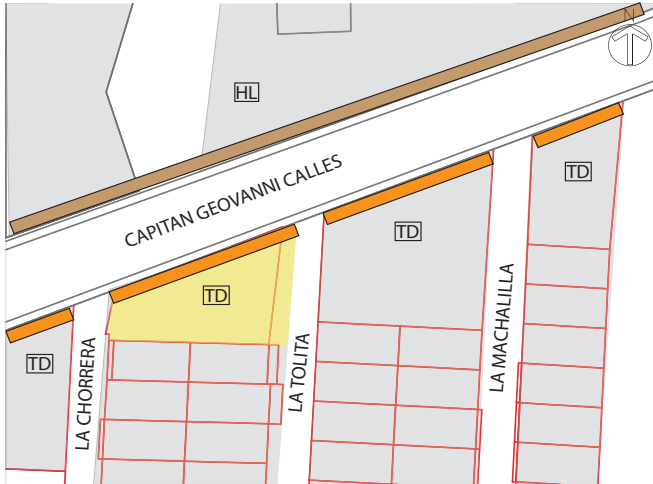 N
HL
CAPITAN GEOVANNI CALLES
TD
TD
TD
TD
LA CHORRERA
LA TOLITA
LA MACHALILLA